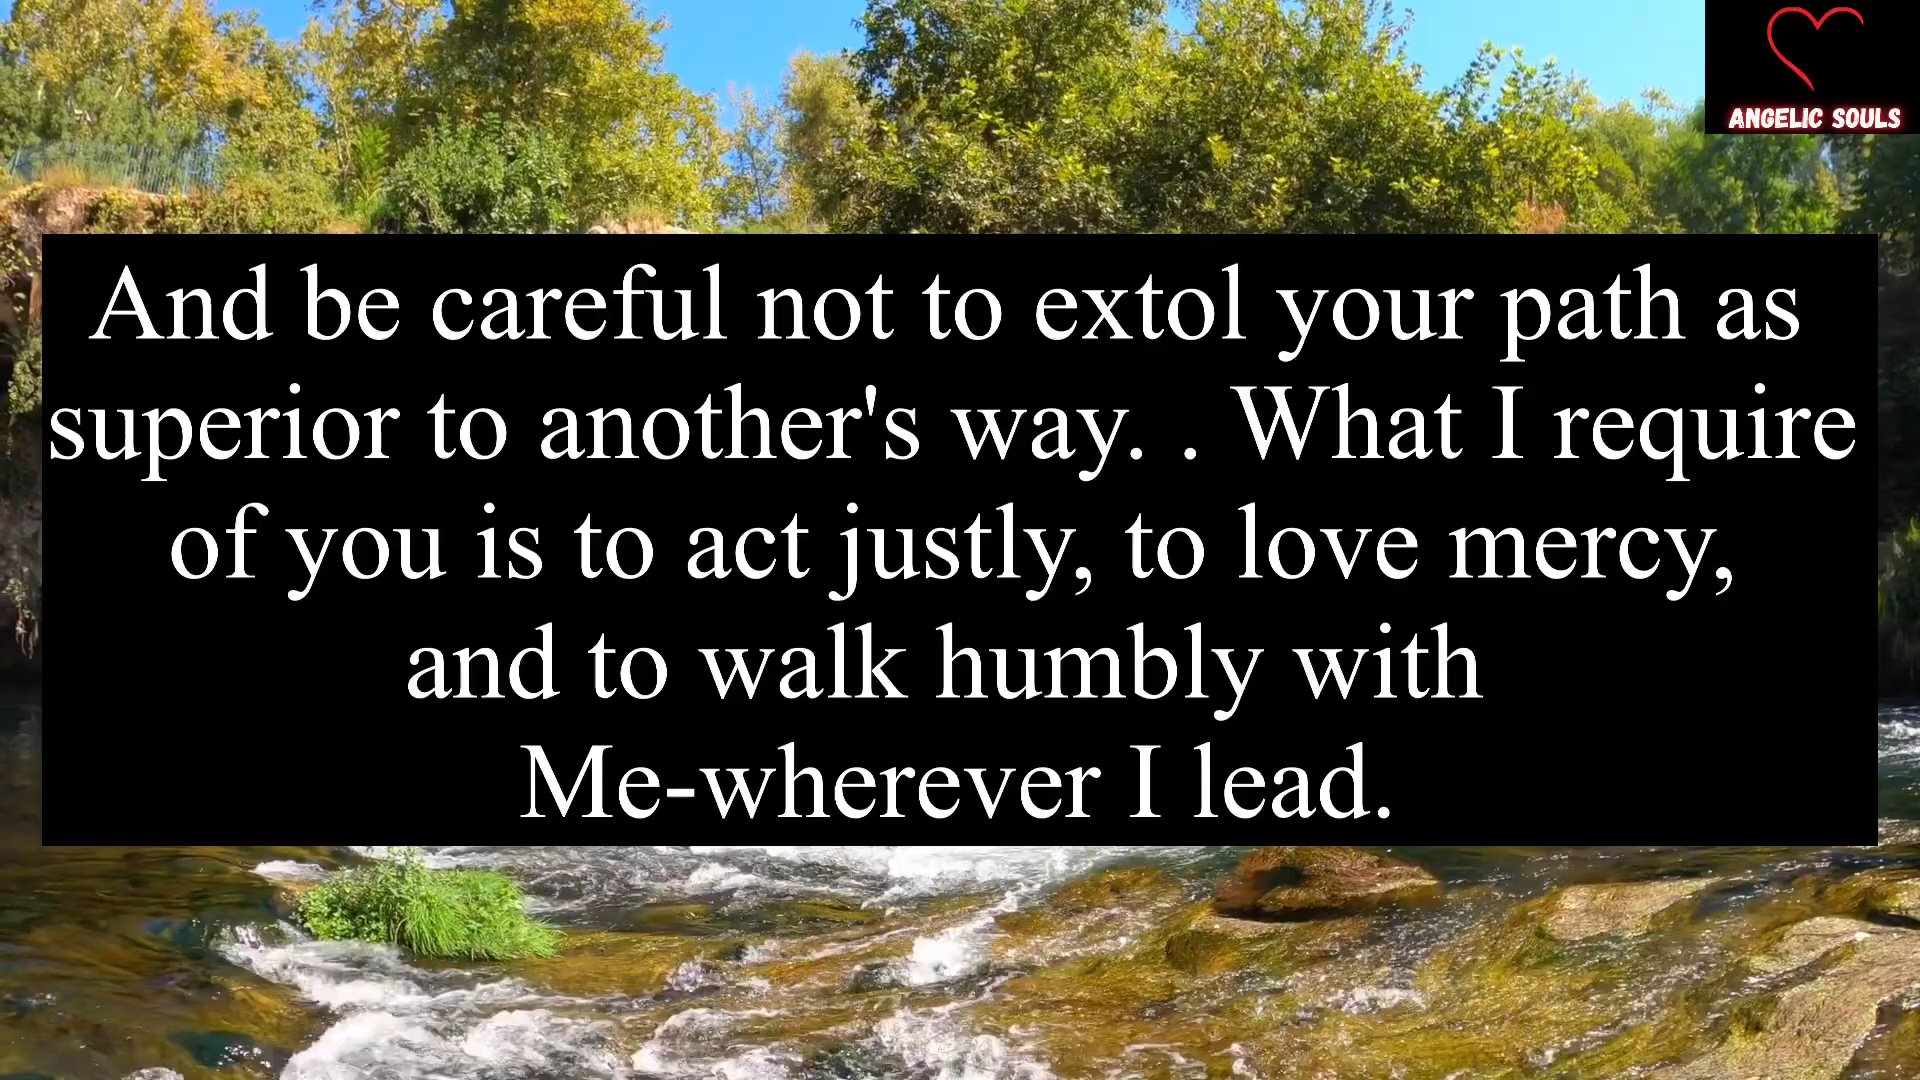 ANGELIC SOULS
And be careful not to extol your path as
superior to another's way. . What I require
of you is to act justly, to love mercy,
and to walk humbly with
Me-wherever I lead.